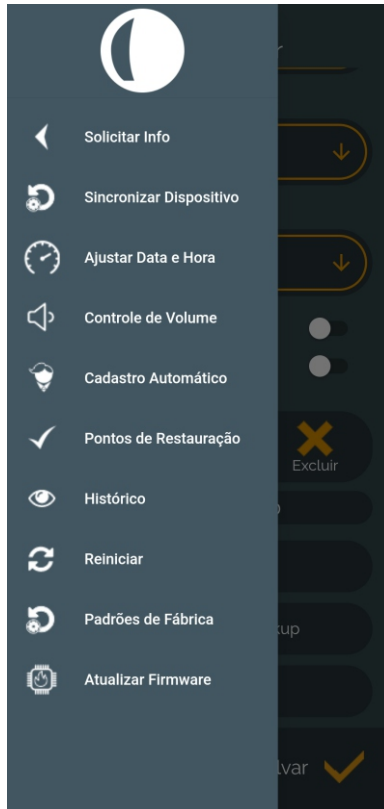 Solicitar Info
Sincronizar Dispositivo
Ajustar Data e Hora
Controle de Volume
Cadastro Automático
Pontos de Restauração
Excluir
Histórico
Reiniciar
Padrões de Fábrica
Atualizar Firmware